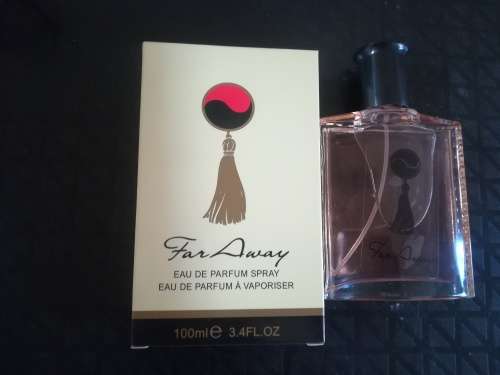 Far Away
EAU DE PARFUM SPRAY
EAU DE PARFUM À VAPORISER
100ml e 3.4FL.OZ
Far Away